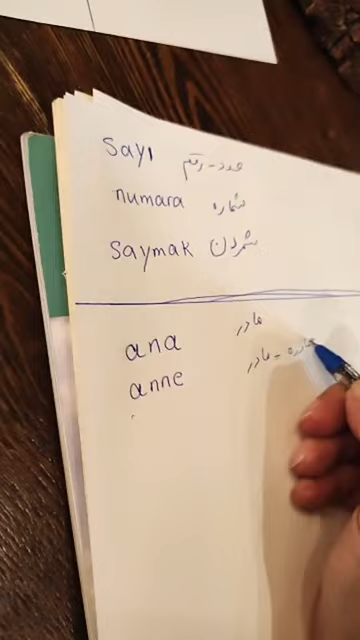 sayı عدد - رقم
numara شماره
saymak شمردن
ana مادر
anne مادر -